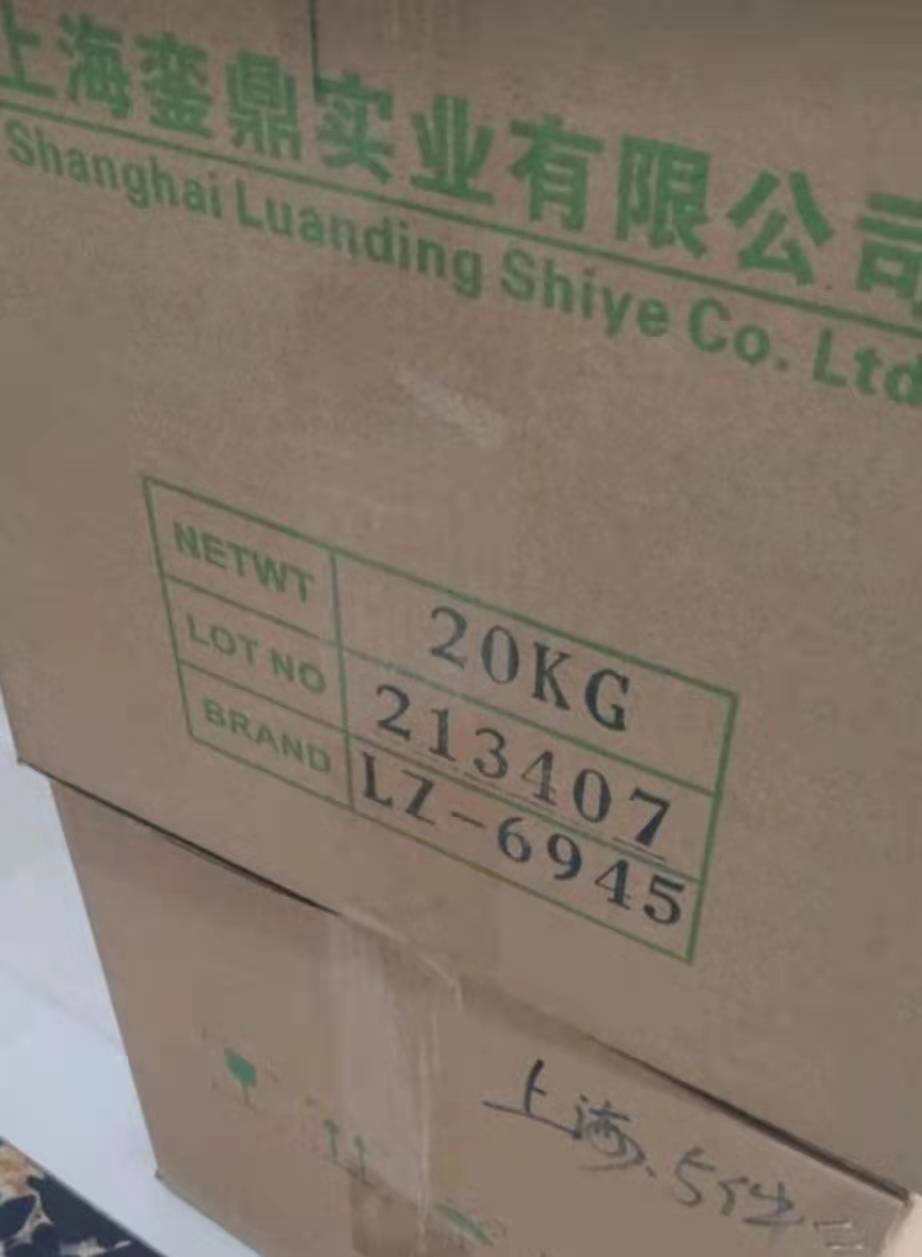 上海銮鼎实业有限公司
Shanghai Luanding Shiye Co. Ltd
NETWT 20KG
LOT NO 213407
BRAND LZ-6945
上海